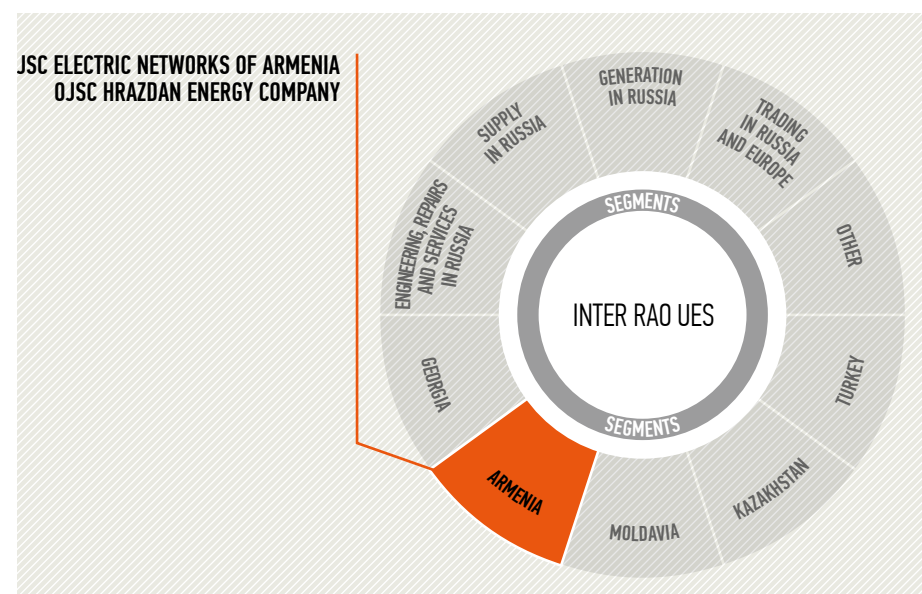 JSC ELECTRIC NETWORKS OF ARMENIA
OJSC HRAZDAN ENERGY COMPANY
GENERATION
IN RUSSIA
TRADING
IN RUSSIA
AND EUROPE
OTHER
TURKEY
KAZAKHSTAN
MOLDAVIA
ARMENIA
GEORGIA
ENGINEERING, REPAIRS
AND SERVICES
IN RUSSIA
SUPPLY
IN RUSSIA
SEGMENTS
INTER RAO UES
SEGMENTS